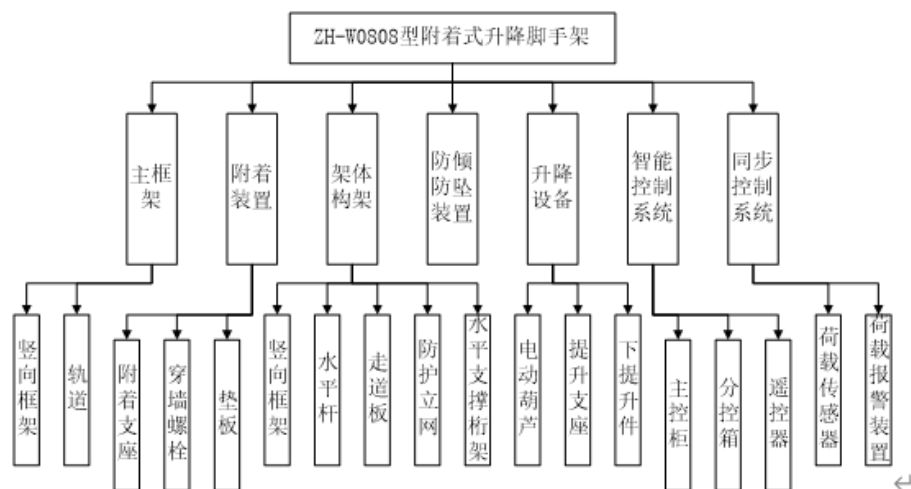 ZH-W0808型附着式升降脚手架
主框
架
附着
装置
架体
构架
防倾
防坠
装置
升降
设备
智能
控制
系统
同步
控制
系统
竖向框架
轨道
附着支座
穿墙螺栓
垫板
竖向框架
水平杆
走道板
防护立网
水平支撑桁架
电动葫芦
提升支座
下提升件
主控柜
分控箱
遥控器
荷载传感器
荷载报警装置